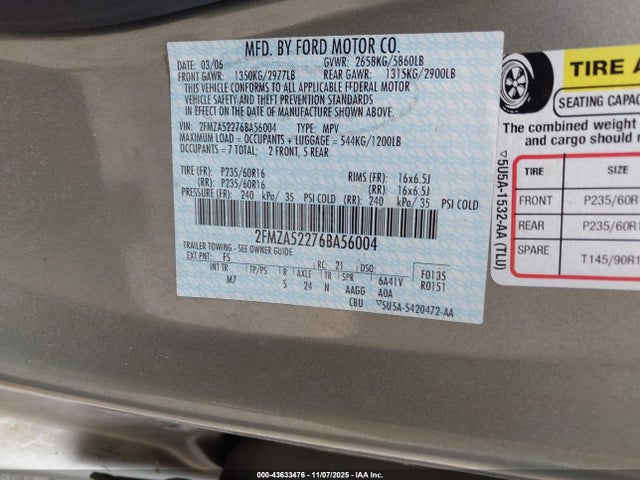 MFD. BY FORD MOTOR CO.
03/06 GVWR: 2658KG/5860LB
FRONT GAWR: 1350KG/2977LB REAR GAWR: 1315KG/2900LB
THIS VEHICLE CONFORMS TO ALL APPLICABLE FEDERAL MOTOR
VEHICLE SAFETY AND THEFT PREVENTION STANDARDS
IN EFFECT ON THE DATE OF MANUFACTURE SHOWN ABOVE.
VIN: 2FMZA52276BA56004 TYPE: MPV
MAXIMUM LOAD = OCCUPANTS + LUGGAGE = 544KG/1200LB
OCCUPANTS = 7 TOTAL: 2 FRONT, 5 REAR
TIRE (FR): P235/60R16 RIMS (FR): 16x6.5J
(RR): P235/60R16 (RR): 16x6.5J
PRESSURE (FR): 240 kPa/ 35 PSI COLD (RR): 240 kPa/ 35 PSI COLD
2FMZA52276BA56004
TRAILER TOWING - SEE OWNER GUIDE
EXT.PNT: FS RC: 21 DSO:
INT TR TP/PS R AXLE TR SPR 6A41V F0135
M7 S 24 N AAGG A0A R0151
CBU ▽5U5A-5420472-AA
▽5U5A-1532-AA (TLU)
TIRE A
SEATING CAPACITY
The combined weight
and cargo should
TIRE SIZE
FRONT P235/60R
REAR P235/60R1
SPARE T145/90R1
000-43633476 - 11/07/2025 - IAA Inc.